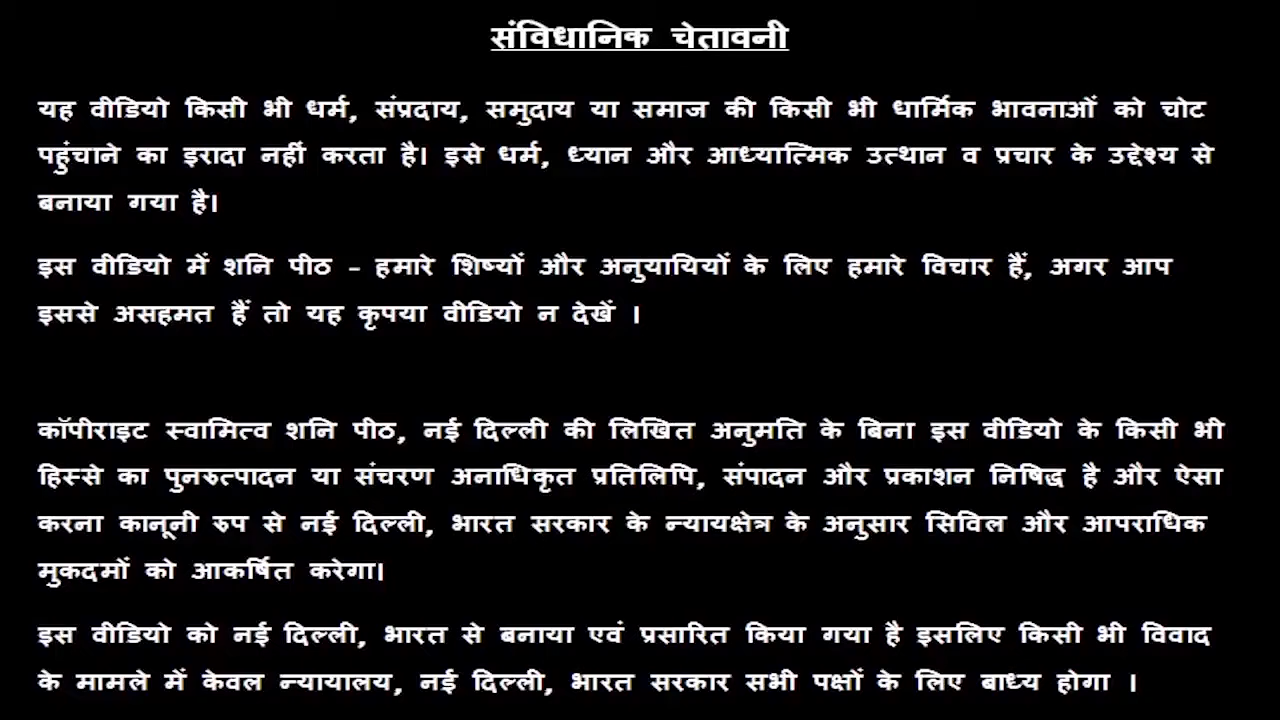 संविधानिक चेतावनी
यह वीडियो किसी भी धर्म, संप्रदाय, समुदाय या समाज की किसी भी धार्मिक भावनाओं को चोट
पहुंचाने का इरादा नहीं करता है। इसे धर्म, ध्यान और आध्यात्मिक उत्थान व प्रचार के उद्देश्य से
बनाया गया है।
इस वीडियो में शनि पीठ – हमारे शिष्यों और अनुयायियों के लिए हमारे विचार हैं, अगर आप
इससे असहमत हैं तो यह कृपया वीडियो न देखें ।
कॉपीराइट स्वामित्व शनि पीठ, नई दिल्ली की लिखित अनुमति के बिना इस वीडियो के किसी भी
हिस्से का पुनरुत्पादन या संचरण अनाधिकृत प्रतिलिपि, संपादन और प्रकाशन निषिद्ध है और ऐसा
करना कानूनी रुप से नई दिल्ली, भारत सरकार के न्यायक्षेत्र के अनुसार सिविल और आपराधिक
मुकदमों को आकर्षित करेगा।
इस वीडियो को नई दिल्ली, भारत से बनाया एवं प्रसारित किया गया है इसलिए किसी भी विवाद
के मामले में केवल न्यायालय, नई दिल्ली, भारत सरकार सभी पक्षों के लिए बाध्य होगा ।